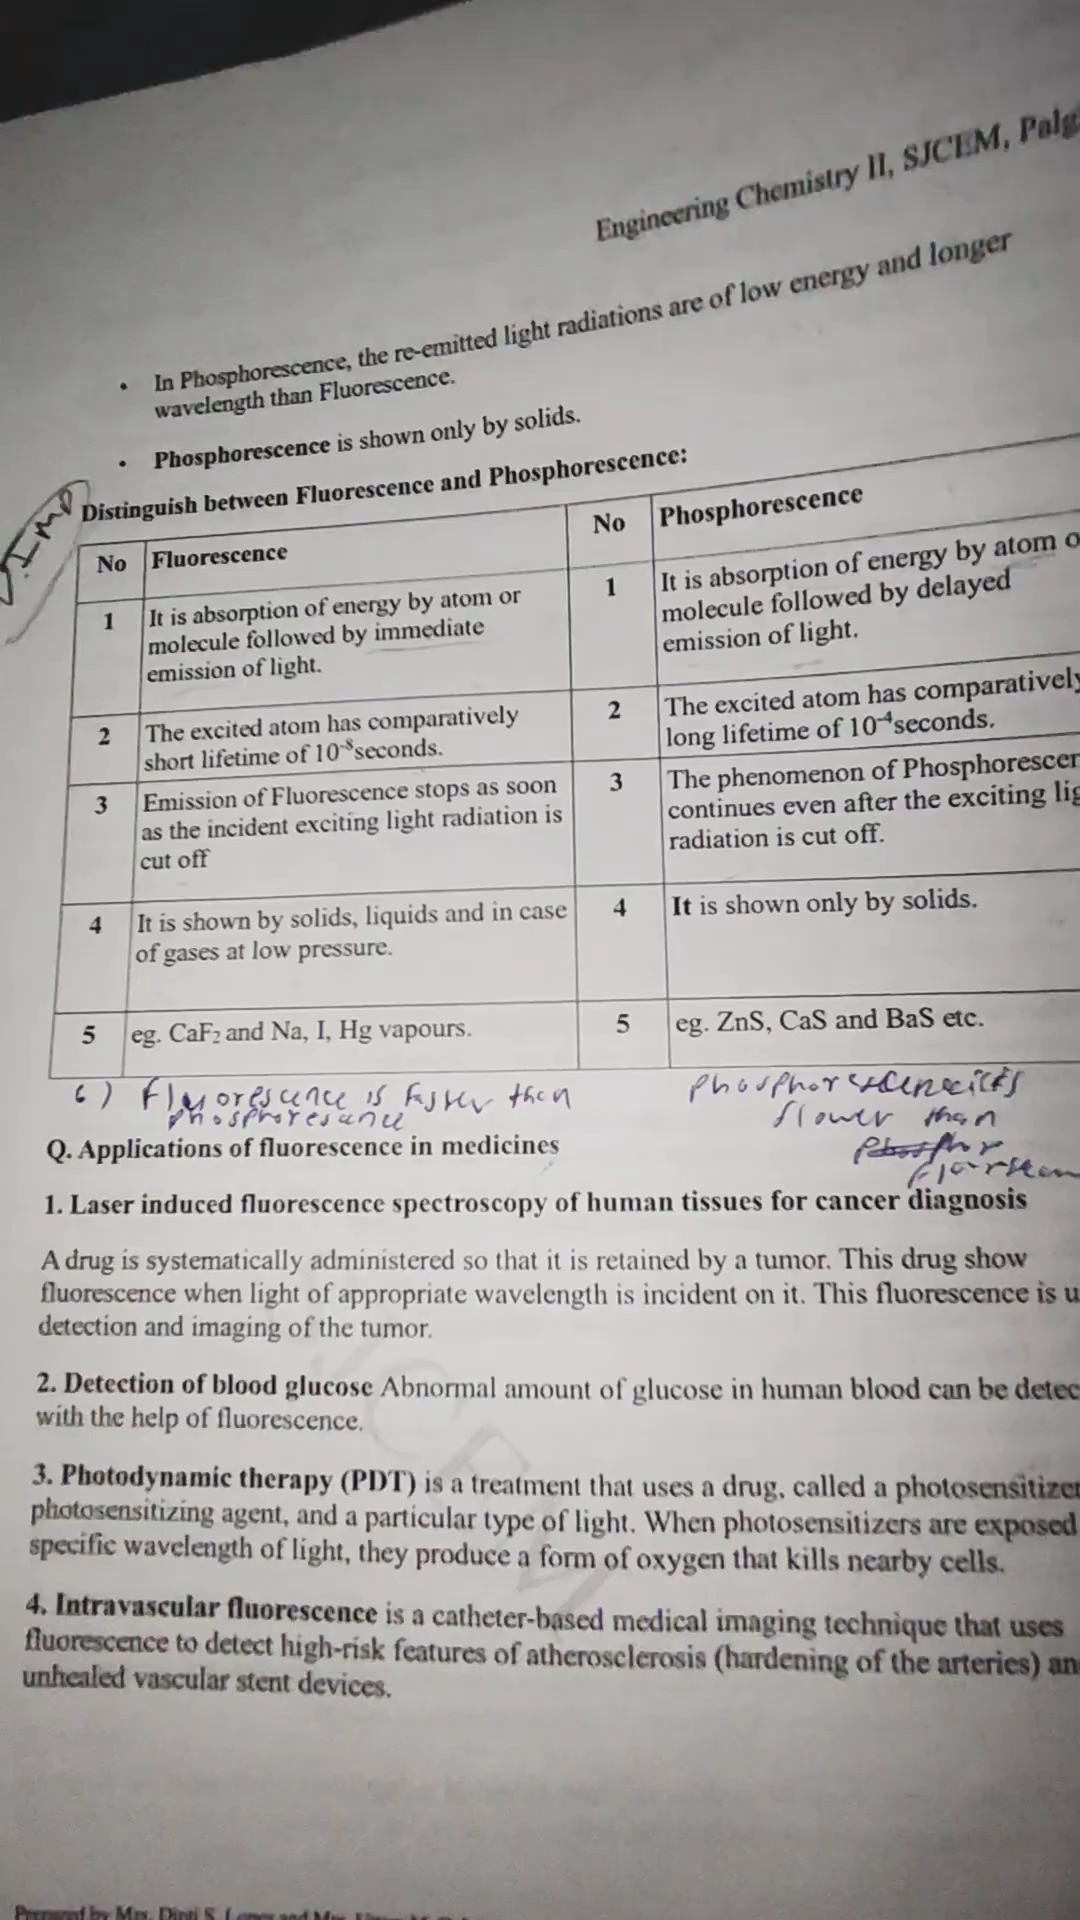 Engineering Chemistry II, SJCEM, Palg
• In Phosphorescence, the re-emitted light radiations are of low energy and longer
wavelength than Fluorescence.
• Phosphorescence is shown only by solids.
Imp
Distinguish between Fluorescence and Phosphorescence:
No Fluorescence No Phosphorescence
1 It is absorption of energy by atom or
molecule followed by immediate
emission of light.
1 It is absorption of energy by atom o
molecule followed by delayed
emission of light.
2 The excited atom has comparatively
short lifetime of 10⁻⁸seconds.
2 The excited atom has comparatively
long lifetime of 10⁻⁴seconds.
3 Emission of Fluorescence stops as soon
as the incident exciting light radiation is
cut off
3 The phenomenon of Phosphorescen
continues even after the exciting lig
radiation is cut off.
4 It is shown by solids, liquids and in case
of gases at low pressure.
4 It is shown only by solids.
5 eg. CaF₂ and Na, I, Hg vapours.
5 eg. ZnS, CaS and BaS etc.
6) Fluorescence is faster then
phosphoresance
slower than
Q. Applications of fluorescence in medicines
1. Laser induced fluorescence spectroscopy of human tissues for cancer diagnosis
A drug is systematically administered so that it is retained by a tumor. This drug show
fluorescence when light of appropriate wavelength is incident on it. This fluorescence is u
detection and imaging of the tumor.
2. Detection of blood glucose Abnormal amount of glucose in human blood can be detec
with the help of fluorescence.
3. Photodynamic therapy (PDT) is a treatment that uses a drug, called a photosensitizer
photosensitizing agent, and a particular type of light. When photosensitizers are exposed
specific wavelength of light, they produce a form of oxygen that kills nearby cells.
4. Intravascular fluorescence is a catheter-based medical imaging technique that uses
fluorescence to detect high-risk features of atherosclerosis (hardening of the arteries) an
unhealed vascular stent devices.
SJCEM
Prepared by Mrs. Dipti S. Lopes and Mrs.